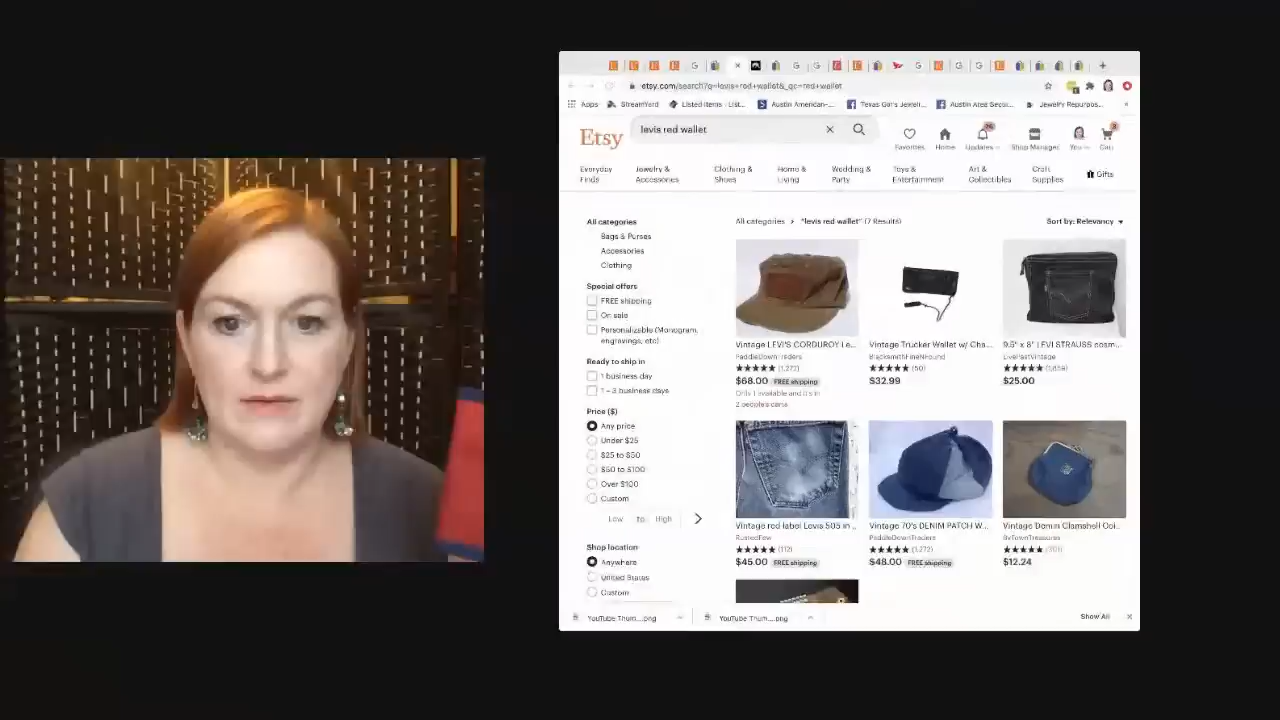 etsy.com/search?q=levis+red+wallet&_qc=red+wallet
Apps
StreamYard
Listed Items - List...
Austin American-...
Texas Gal's Jewelr...
Austin Area Secon...
Jewelry Repurpos...
Etsy
levis red wallet
Favorites
Home
Updates
Shop Manager
You
Cart
Everyday Finds
Jewelry & Accessories
Clothing & Shoes
Home & Living
Wedding & Party
Toys & Entertainment
Art & Collectibles
Craft Supplies
Gifts
All categories
Bags & Purses
Accessories
Clothing
Special offers
FREE shipping
On sale
Personalizable (Monogram, engravings, etc)
Ready to ship in
1 business day
1 – 3 business days
Price ($)
Any price
Under $25
$25 to $50
$50 to $100
Over $100
Custom
Low to High
Shop location
Anywhere
United States
Custom
All categories > "levis red wallet" (7 Results)
Sort by: Relevancy
Vintage LEVI'S CORDUROY Le...
PaddleDownTraders
(1,272)
$68.00 FREE shipping
Only 1 available and it's in
2 people's carts
Vintage Trucker Wallet w/ Cha...
BlacksmithFineNFound
(50)
$32.99
9.5" x 8" LEVI STRAUSS cosm...
LivePastVintage
$25.00
Vintage red label Levis 505 in ...
RustedFew
(112)
$45.00 FREE shipping
Vintage 70's DENIM PATCH W...
PaddleDownTraders
(1,272)
$48.00 FREE shipping
Vintage Denim Clamshell Coi...
$12.24
YouTube Thum....png
YouTube Thum....png
Show All